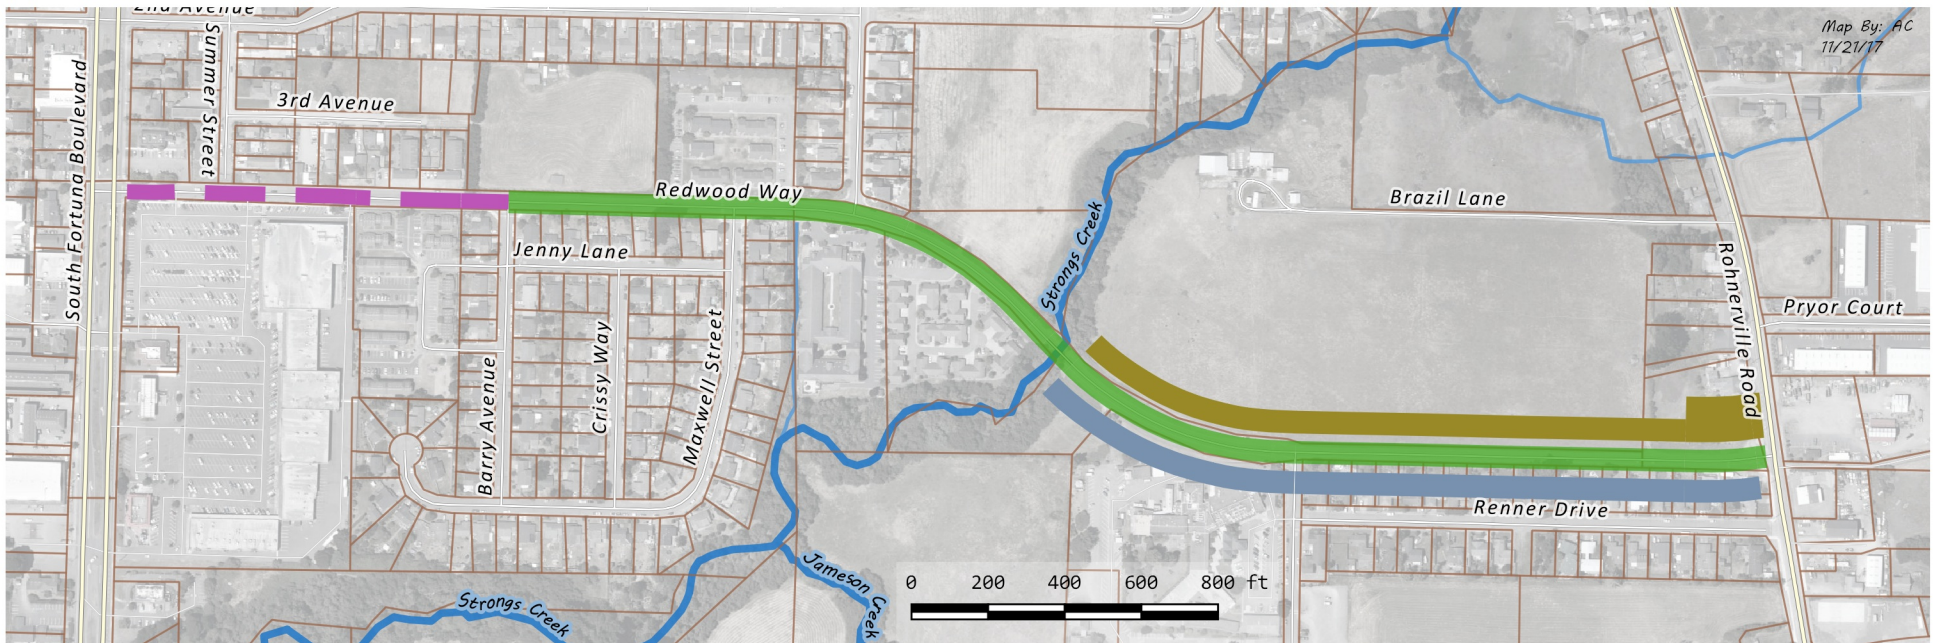 2nd Avenue
Map By: AC
11/21/17
Summer Street
South Fortuna Boulevard
3rd Avenue
Redwood Way
Brazil Lane
Strongs Creek
Jenny Lane
Rohnerville Road
Pryor Court
Crissy Way
Maxwell Street
Barry Avenue
Renner Drive
Jameson Creek
0 200 400 600 800 ft
Strongs Creek